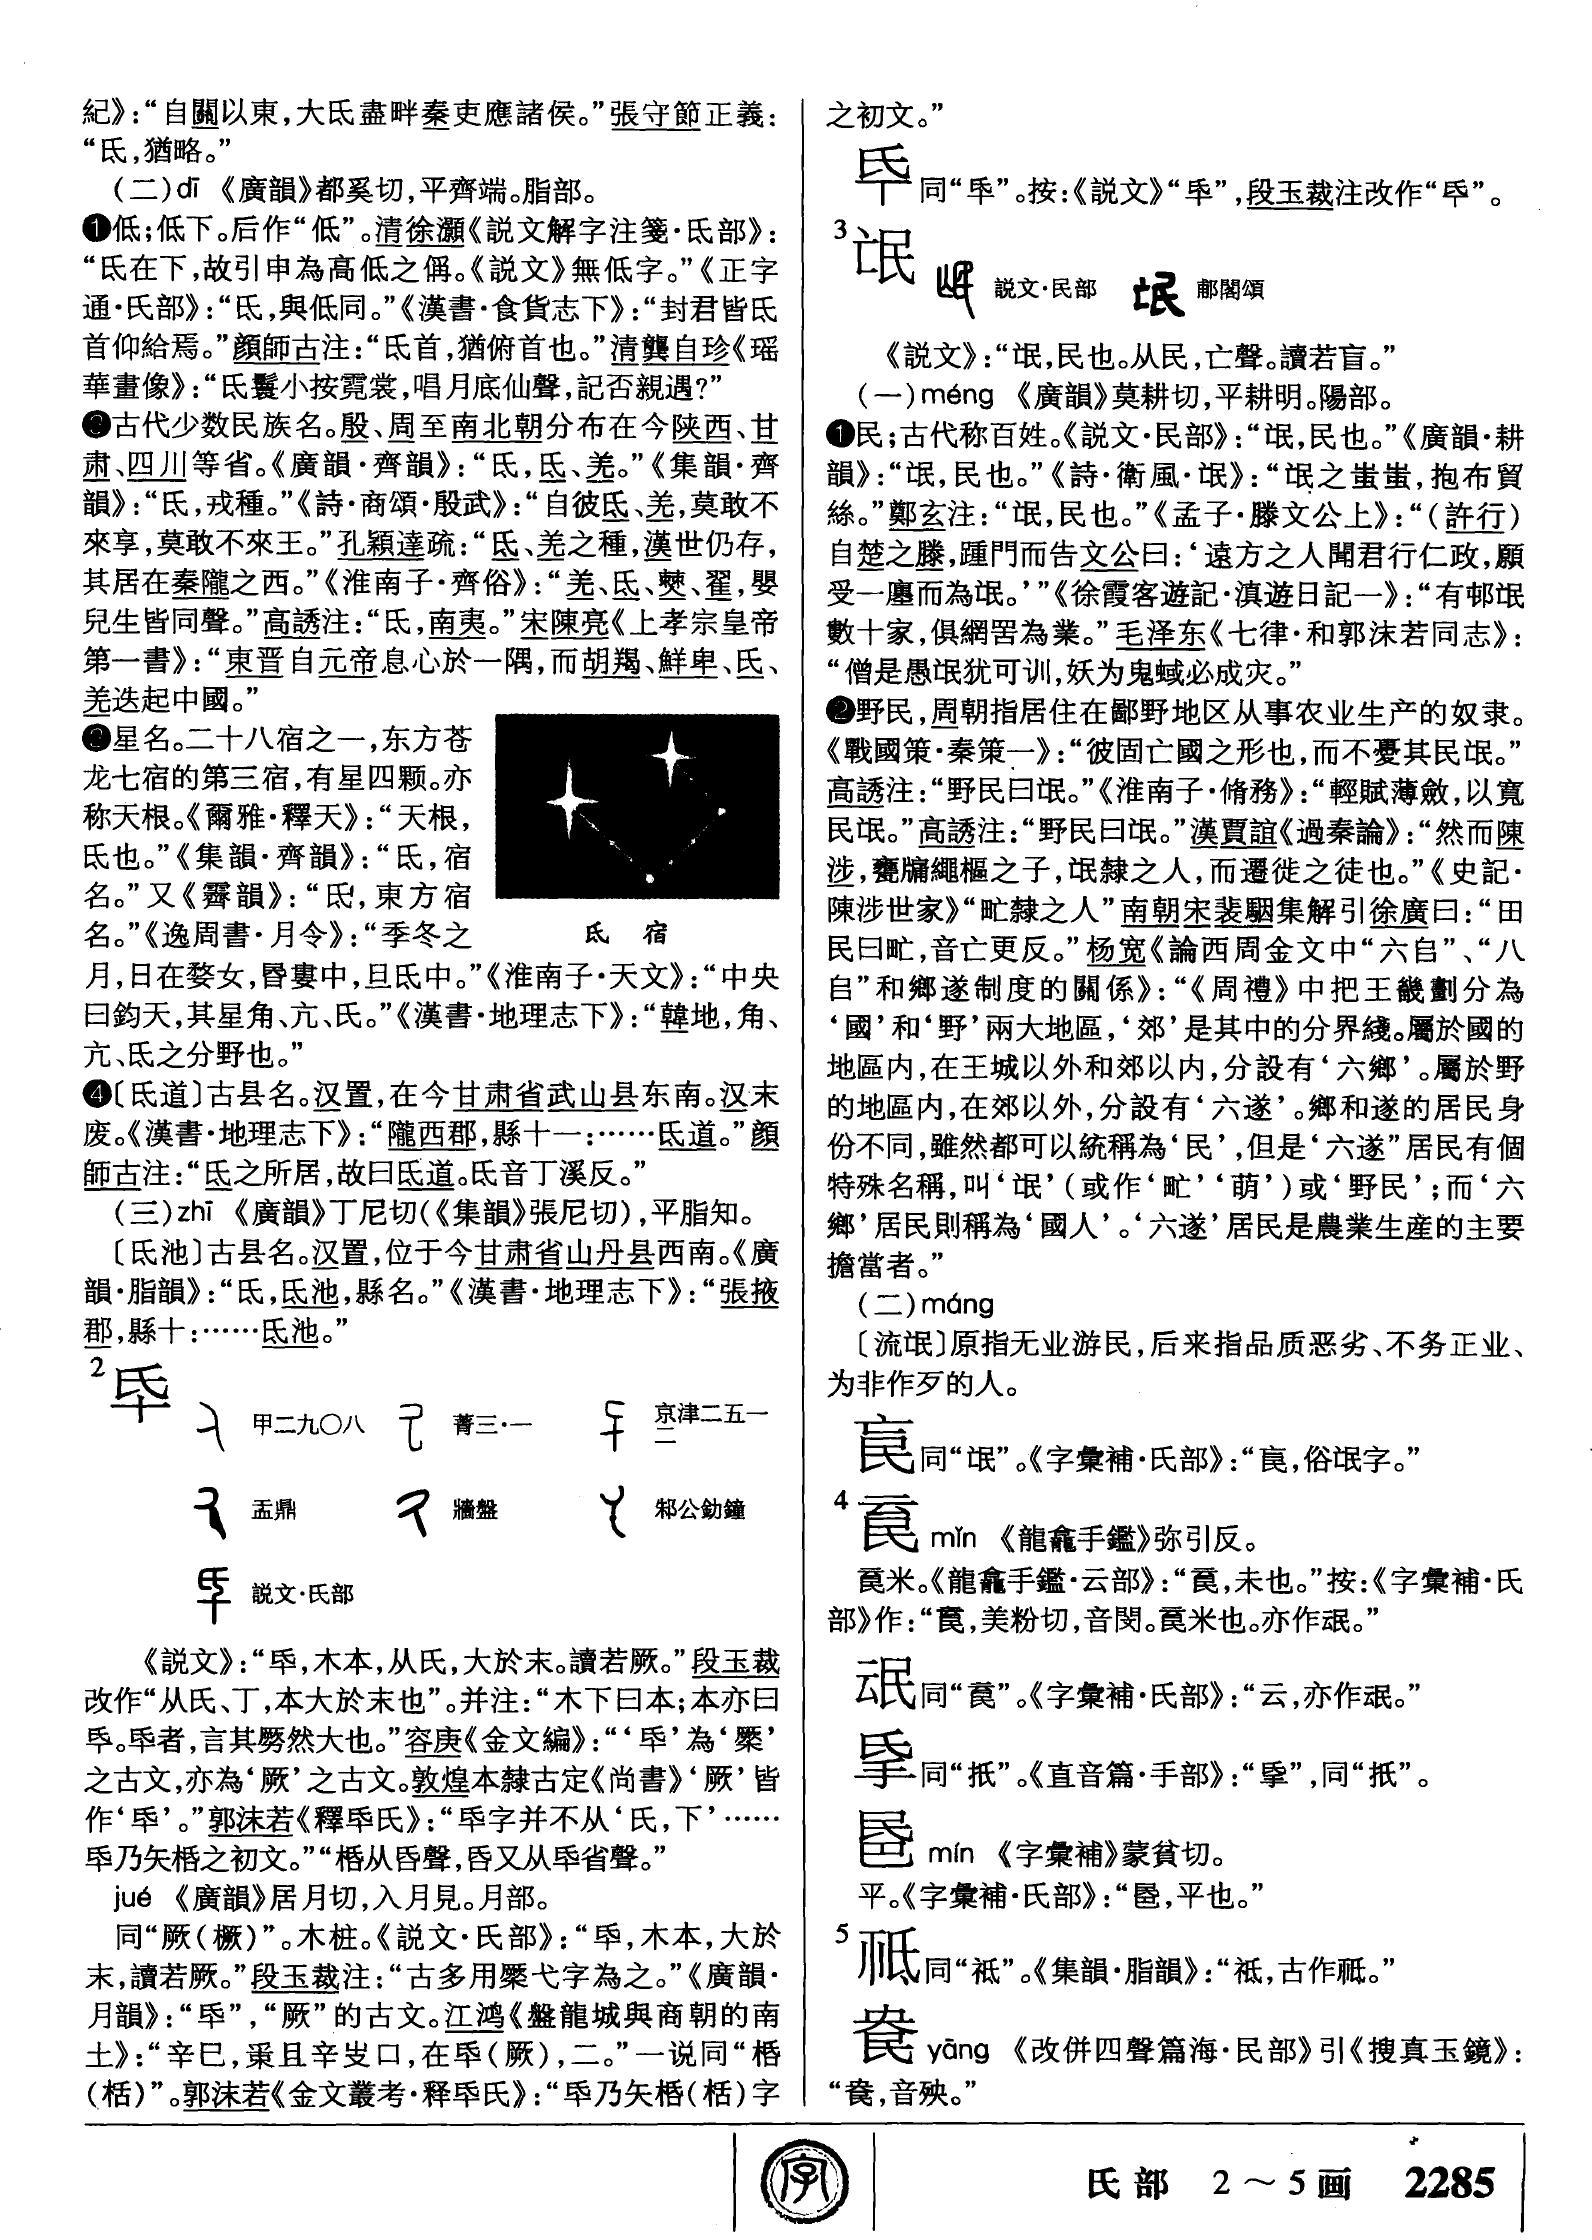 紀》：“自關以東，大氐盡畔秦吏應諸侯。”張守節正義：
“氐，猶略。”
（二）dī　《廣韻》都奚切，平齊端。脂部。
❶低；低下。后作“低”。清徐灝《説文解字注箋·氐部》：
“氐在下，故引申為高低之偁。《説文》無低字。”《正字
通·氏部》：“氐，與低同。”《漢書·食貨志下》：“封君皆氐
首仰給焉。”顔師古注：“氐首，猶俯首也。”清龔自珍《瑶
華畫像》：“氐鬟小按霓裳，唱月底仙聲，記否親遇？”
❷古代少数民族名。殷、周至南北朝分布在今陕西、甘
肃、四川等省。《廣韻·齊韻》：“氐，氐、羌。”《集韻·齊
韻》：“氐，戎種。”《詩·商頌·殷武》：“自彼氐、羌，莫敢不
來享，莫敢不來王。”孔穎達疏：“氐、羌之種，漢世仍存，
其居在秦隴之西。”《淮南子·齊俗》：“羌、氐、僰、翟，嬰
兒生皆同聲。”高誘注：“氐，南夷。”宋陳亮《上孝宗皇帝
第一書》：“東晋自元帝息心於一隅，而胡羯、鮮卑、氐、
羌迭起中國。”
❸星名。二十八宿之一，东方苍
龙七宿的第三宿，有星四颗。亦
称天根。《爾雅·釋天》：“天根，
氐也。”《集韻·齊韻》：“氐，宿
名。”又《霽韻》：“氐，東方宿
名。”《逸周書·月令》：“季冬之
氐　宿
月，日在婺女，昬婁中，旦氐中。”《淮南子·天文》：“中央
曰鈞天，其星角、亢、氐。”《漢書·地理志下》：“韓地，角、
亢、氐之分野也。”
❹〔氐道〕古县名。汉置，在今甘肃省武山县东南。汉末
废。《漢書·地理志下》：“隴西郡，縣十一：……氐道。”顔
師古注：“氐之所居，故曰氐道。氐音丁溪反。”
（三）zhī　《廣韻》丁尼切（《集韻》張尼切），平脂知。
〔氐池〕古县名。汉置，位于今甘肃省山丹县西南。《廣
韻·脂韻》：“氐，氐池，縣名。”《漢書·地理志下》：“張掖
郡，縣十：……氐池。”
2 氒
甲二九〇八　菁三·一　京津二五一二
盂鼎　牆盤　邾公釛鐘
説文·氏部
《説文》：“氒，木本，从氏，大於末。讀若厥。”段玉裁
改作“从氏、丁，本大於末也”。并注：“木下曰本；本亦曰
氒。氒者，言其厬然大也。”容庚《金文編》：“‘氒’為‘橜’
之古文，亦為‘厥’之古文。敦煌本隸古定《尚書》‘厥’皆
作‘氒’。”郭沫若《釋氒氏》：“氒字并不从‘氏，下’……
氒乃矢桰之初文。”“桰从昏聲，昏又从氒省聲。”
jué　《廣韻》居月切，入月見。月部。
同“厥（橛）”。木桩。《説文·氏部》：“氒，木本，大於
末，讀若厥。”段玉裁注：“古多用橜弋字為之。”《廣韻·
月韻》：“氒”，“厥”的古文。江鸿《盤龍城與商朝的南
土》：“辛巳，㞢且辛口，在氒（厥），二。”一说同“桰
（栝）”。郭沫若《金文叢考·释氒氏》：“氒乃矢桰（栝）字
之初文。”
同“氒”。按：《説文》“氒”，段玉裁注改作“”。
3 氓
説文·民部　郙閣頌
《説文》：“氓，民也。从民，亡聲。讀若盲。”
（一）méng　《廣韻》莫耕切，平耕明。陽部。
❶民；古代称百姓。《説文·民部》：“氓，民也。”《廣韻·耕
韻》：“氓，民也。”《詩·衛風·氓》：“氓之蚩蚩，抱布貿
絲。”鄭玄注：“氓，民也。”《孟子·滕文公上》：“（許行）
自楚之滕，踵門而告文公曰：‘遠方之人聞君行仁政，願
受一廛而為氓。’”《徐霞客遊記·滇遊日記一》：“有邨氓
數十家，俱網罟為業。”毛泽东《七律·和郭沫若同志》：
“僧是愚氓犹可训，妖为鬼蜮必成灾。”
❷野民，周朝指居住在鄙野地区从事农业生产的奴隶。
《戰國策·秦策一》：“彼固亡國之形也，而不憂其民氓。”
高誘注：“野民曰氓。”《淮南子·脩務》：“輕賦薄斂，以寬
民氓。”高誘注：“野民曰氓。”漢賈誼《過秦論》：“然而陳
涉，甕牖繩樞之子，氓隸之人，而遷徙之徒也。”《史記·
陳涉世家》“甿隸之人”南朝宋裴駰集解引徐廣曰：“田
民曰甿，音亡更反。”杨宽《論西周金文中“六𠂤”、“八
𠂤”和鄉遂制度的關係》：“《周禮》中把王畿劃分為
‘國’和‘野’兩大地區，‘郊’是其中的分界綫。屬於國的
地區内，在王城以外和郊以内，分設有‘六鄉’。屬於野
的地區内，在郊以外，分設有‘六遂’。鄉和遂的居民身
份不同，雖然都可以統稱為‘民’，但是‘六遂”居民有個
特殊名稱，叫‘氓’（或作‘甿’‘萌’）或‘野民’；而‘六
鄉’居民則稱為‘國人’。‘六遂’居民是農業生産的主要
擔當者。”
（二）máng
〔流氓〕原指无业游民，后来指品质恶劣、不务正业、
为非作歹的人。
同“氓”。《字彙補·氏部》：“，俗氓字。”
4
mǐn　《龍龕手鑑》弥引反。
米。《龍龕手鑑·云部》：“，未也。”按：《字彙補·氏
部》作：“，美粉切，音閔。米也。亦作。”
同“”。《字彙補·氏部》：“云，亦作。”
同“抵”。《直音篇·手部》：“”，同“抵”。
mín　《字彙補》蒙貧切。
平。《字彙補·氏部》：“，平也。”
5
同“祗”。《集韻·脂韻》：“祗，古作。”
yāng　《改併四聲篇海·民部》引《搜真玉鏡》：
“，音殃。”
字
氏部　2～5画　2285